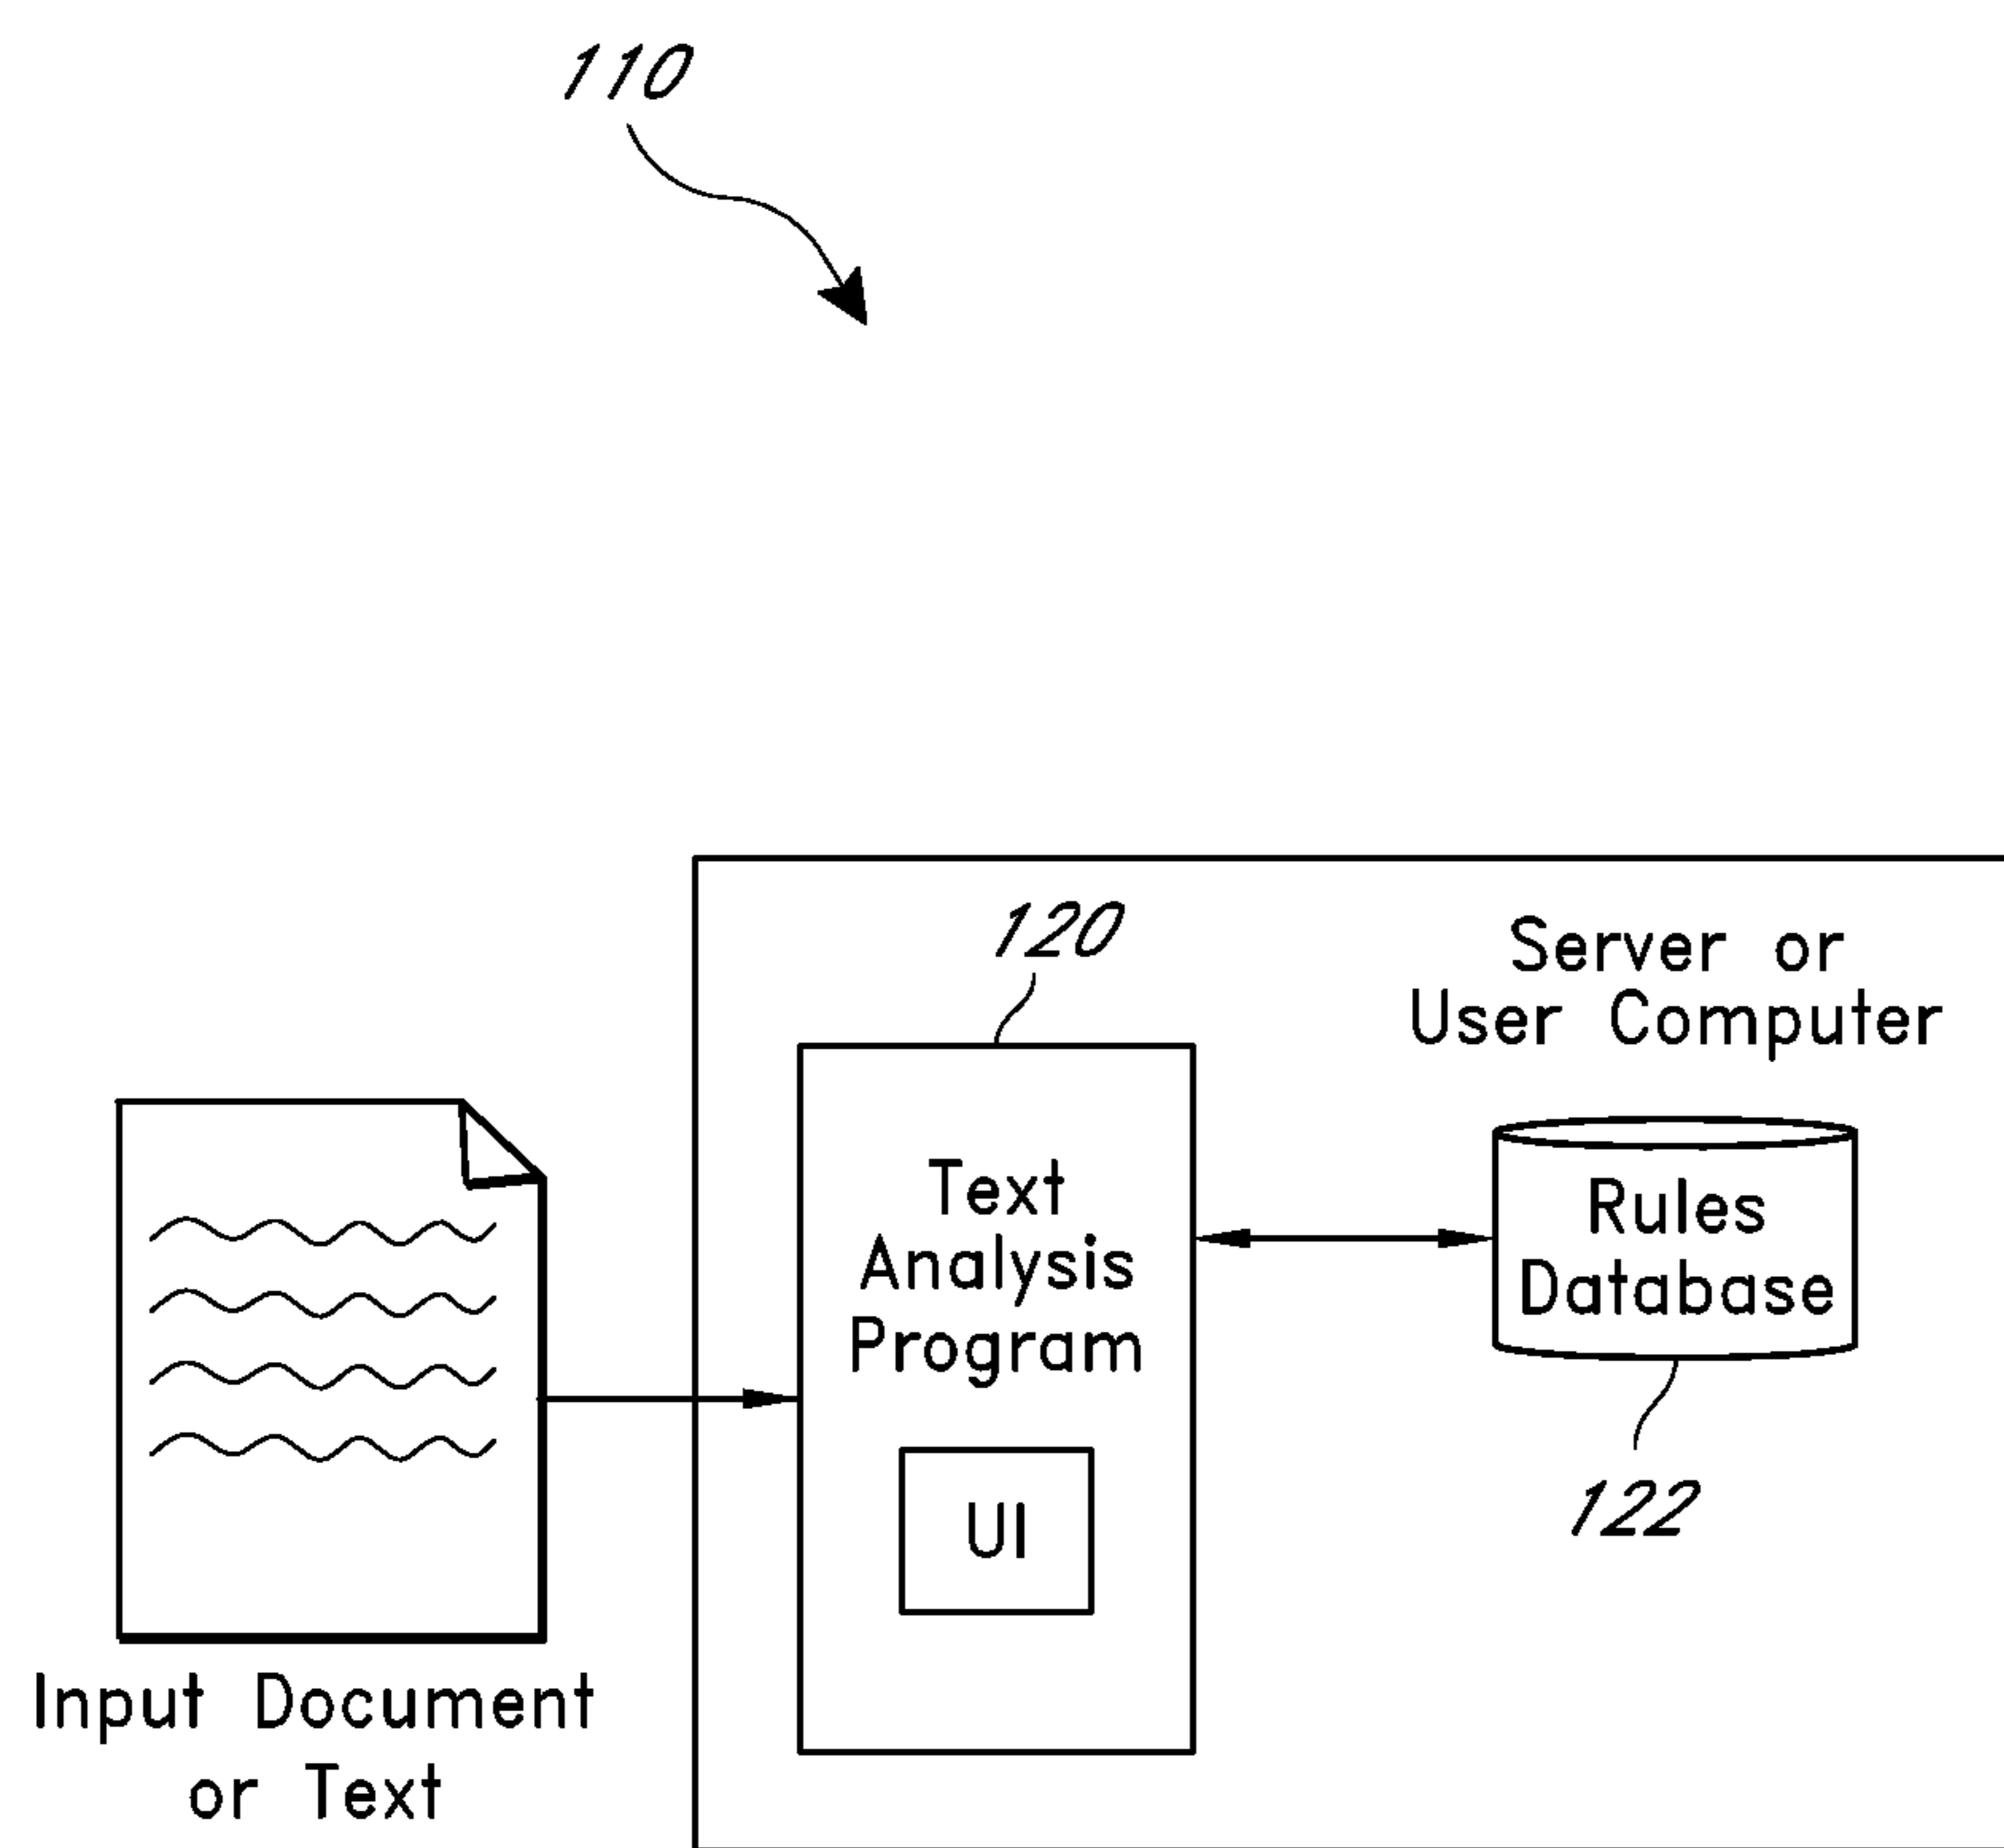 110
120
Server or
User Computer
Text
Analysis
Program
Rules
Database
UI
122
Input Document
or Text